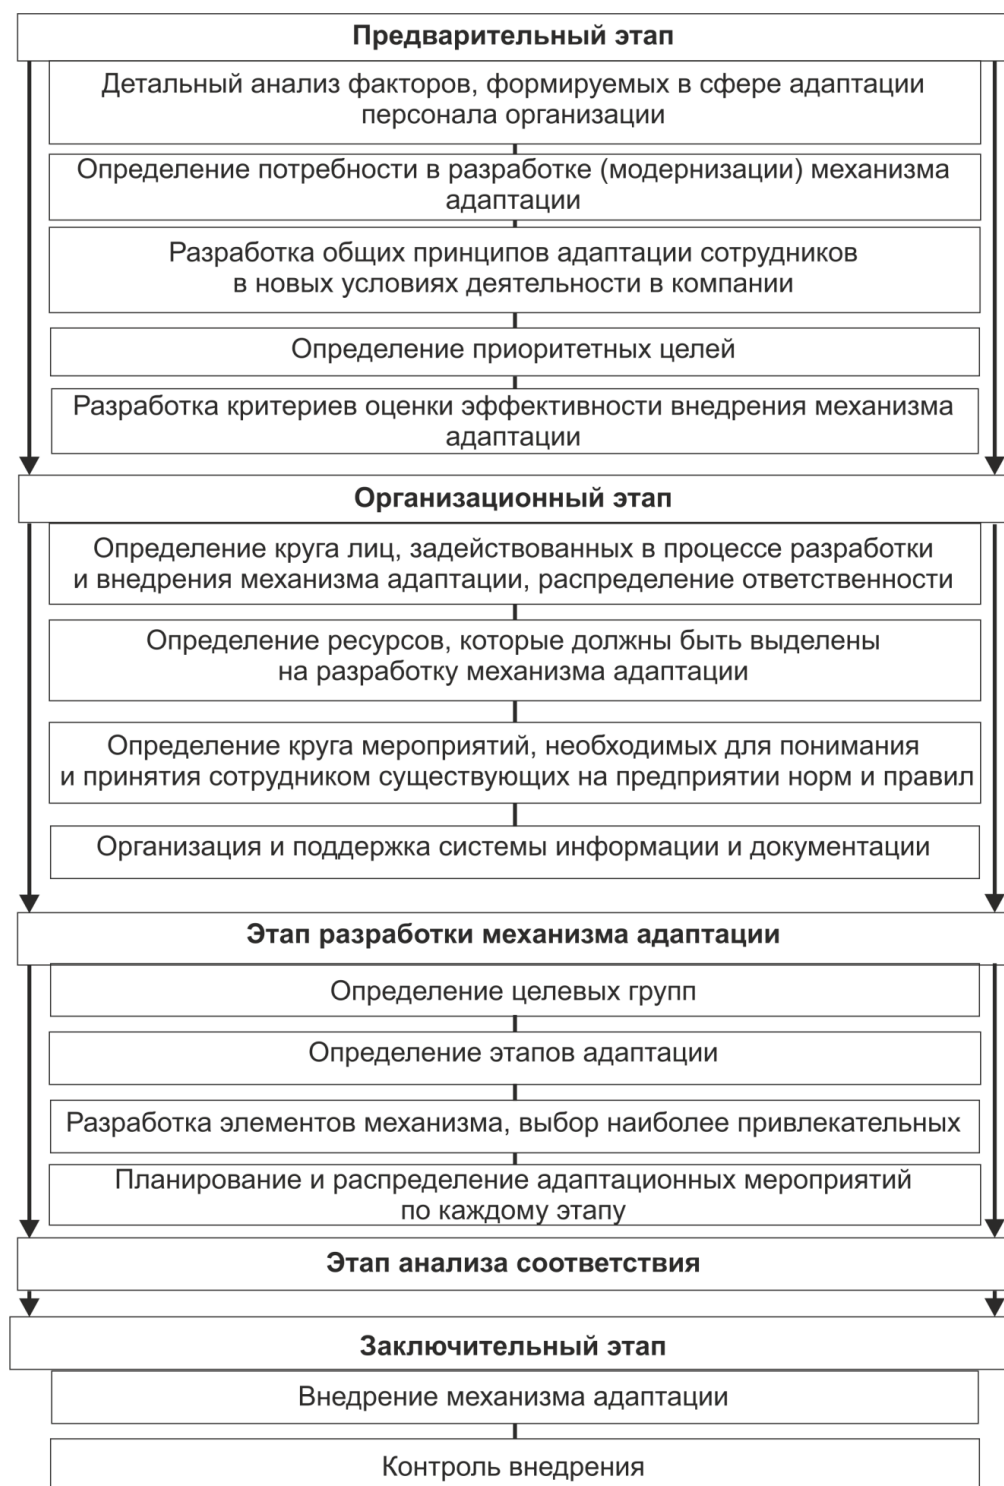 Предварительный этап
Детальный анализ факторов, формируемых в сфере адаптации
персонала организации
Определение потребности в разработке (модернизации) механизма
адаптации
Разработка общих принципов адаптации сотрудников
в новых условиях деятельности в компании
Определение приоритетных целей
Разработка критериев оценки эффективности внедрения механизма
адаптации
Организационный этап
Определение круга лиц, задействованных в процессе разработки
и внедрения механизма адаптации, распределение ответственности
Определение ресурсов, которые должны быть выделены
на разработку механизма адаптации
Определение круга мероприятий, необходимых для понимания
и принятия сотрудником существующих на предприятии норм и правил
Организация и поддержка системы информации и документации
Этап разработки механизма адаптации
Определение целевых групп
Определение этапов адаптации
Разработка элементов механизма, выбор наиболее привлекательных
Планирование и распределение адаптационных мероприятий
по каждому этапу
Этап анализа соответствия
Заключительный этап
Внедрение механизма адаптации
Контроль внедрения